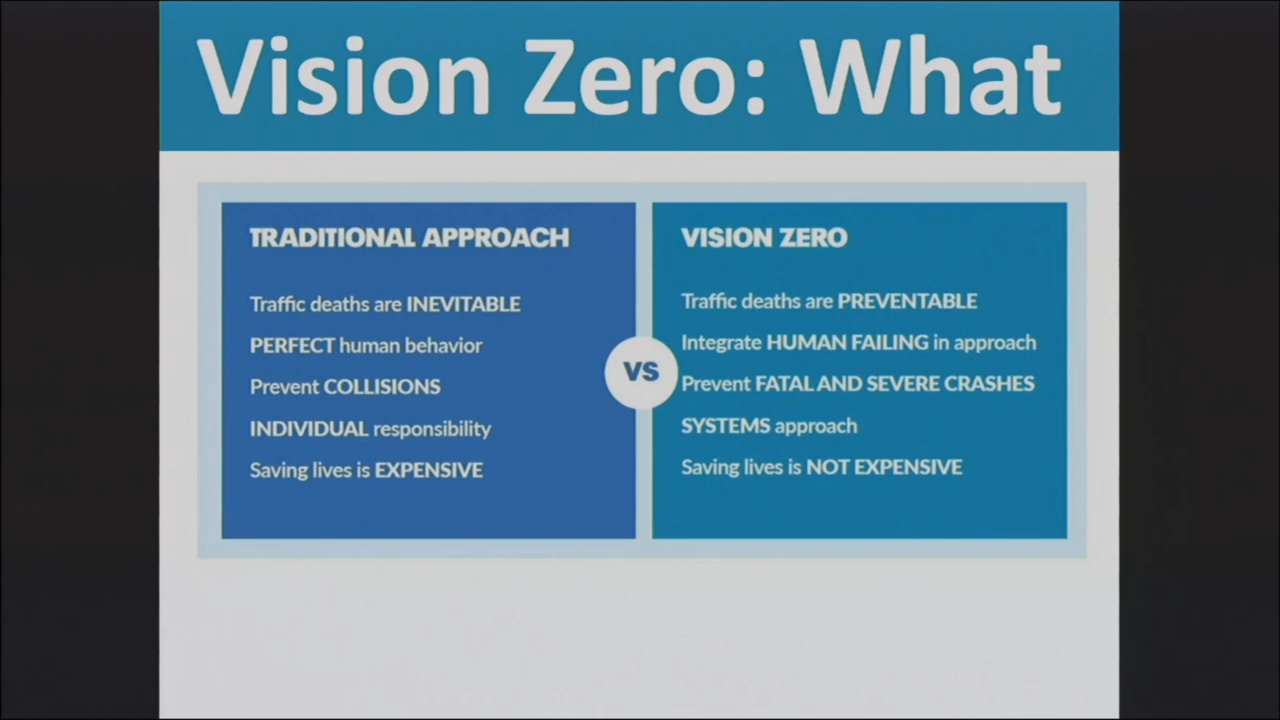 Vision Zero: What
TRADITIONAL APPROACH
Traffic deaths are INEVITABLE
PERFECT human behavior
Prevent COLLISIONS
INDIVIDUAL responsibility
Saving lives is EXPENSIVE
VS
VISION ZERO
Traffic deaths are PREVENTABLE
Integrate HUMAN FAILING in approach
Prevent FATAL AND SEVERE CRASHES
SYSTEMS approach
Saving lives is NOT EXPENSIVE